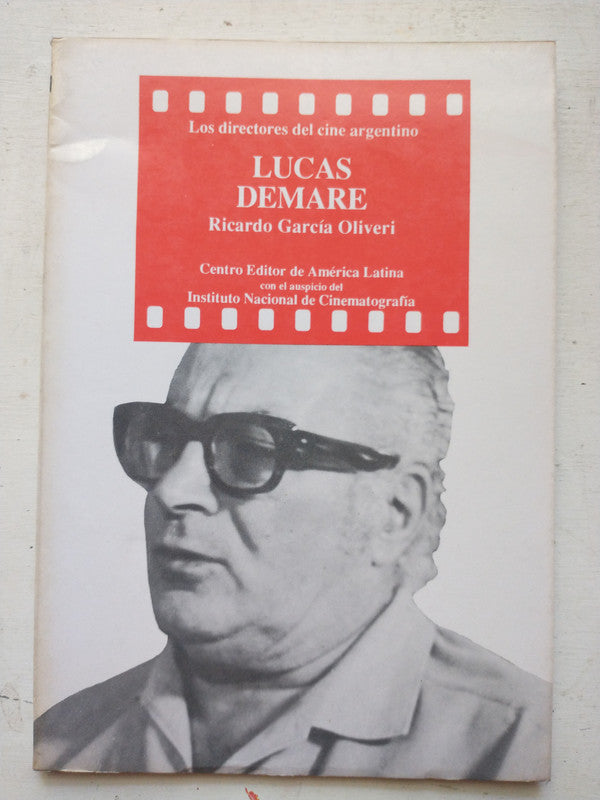 Los directores del cine argentino
LUCAS
DEMARE
Ricardo García Oliveri
Centro Editor de América Latina
con el auspicio del
Instituto Nacional de Cinematografía